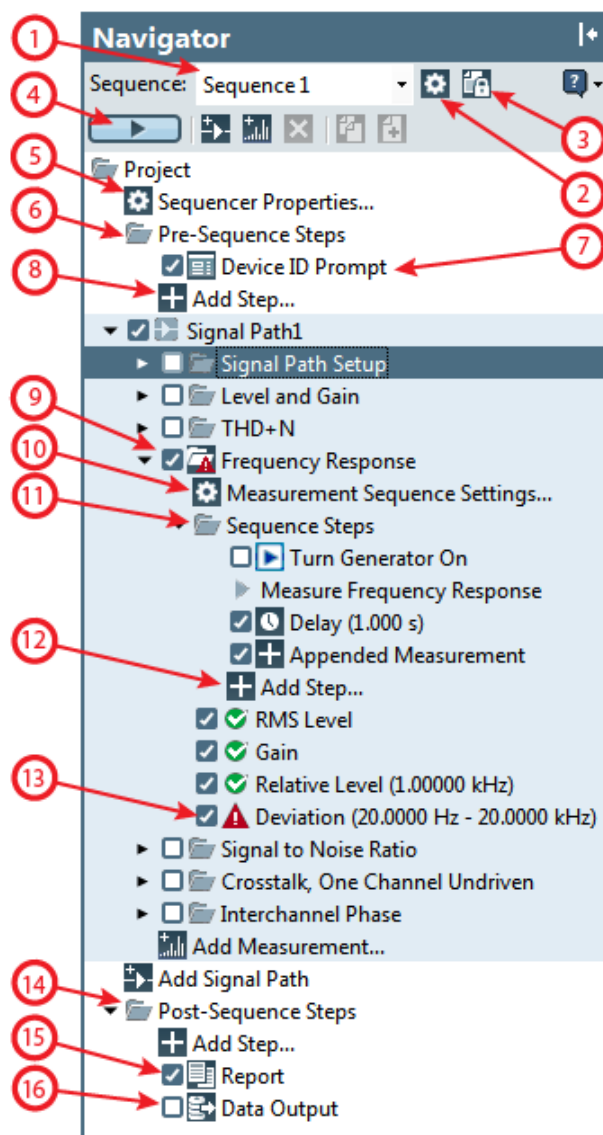 1
Navigator
Sequence: Sequence 1
?
4
3
5
Project
2
Sequencer Properties...
6
Pre-Sequence Steps
7
Device ID Prompt
8
Add Step...
Signal Path1
Signal Path Setup
9
Level and Gain
THD+N
10
Frequency Response
11
Measurement Sequence Settings...
Sequence Steps
Turn Generator On
Measure Frequency Response
Delay (1.000 s)
12
Appended Measurement
Add Step...
RMS Level
Gain
13
Relative Level (1.00000 kHz)
Deviation (20.0000 Hz - 20.0000 kHz)
Signal to Noise Ratio
Crosstalk, One Channel Undriven
Interchannel Phase
Add Measurement...
14
Add Signal Path
Post-Sequence Steps
15
Add Step...
Report
16
Data Output